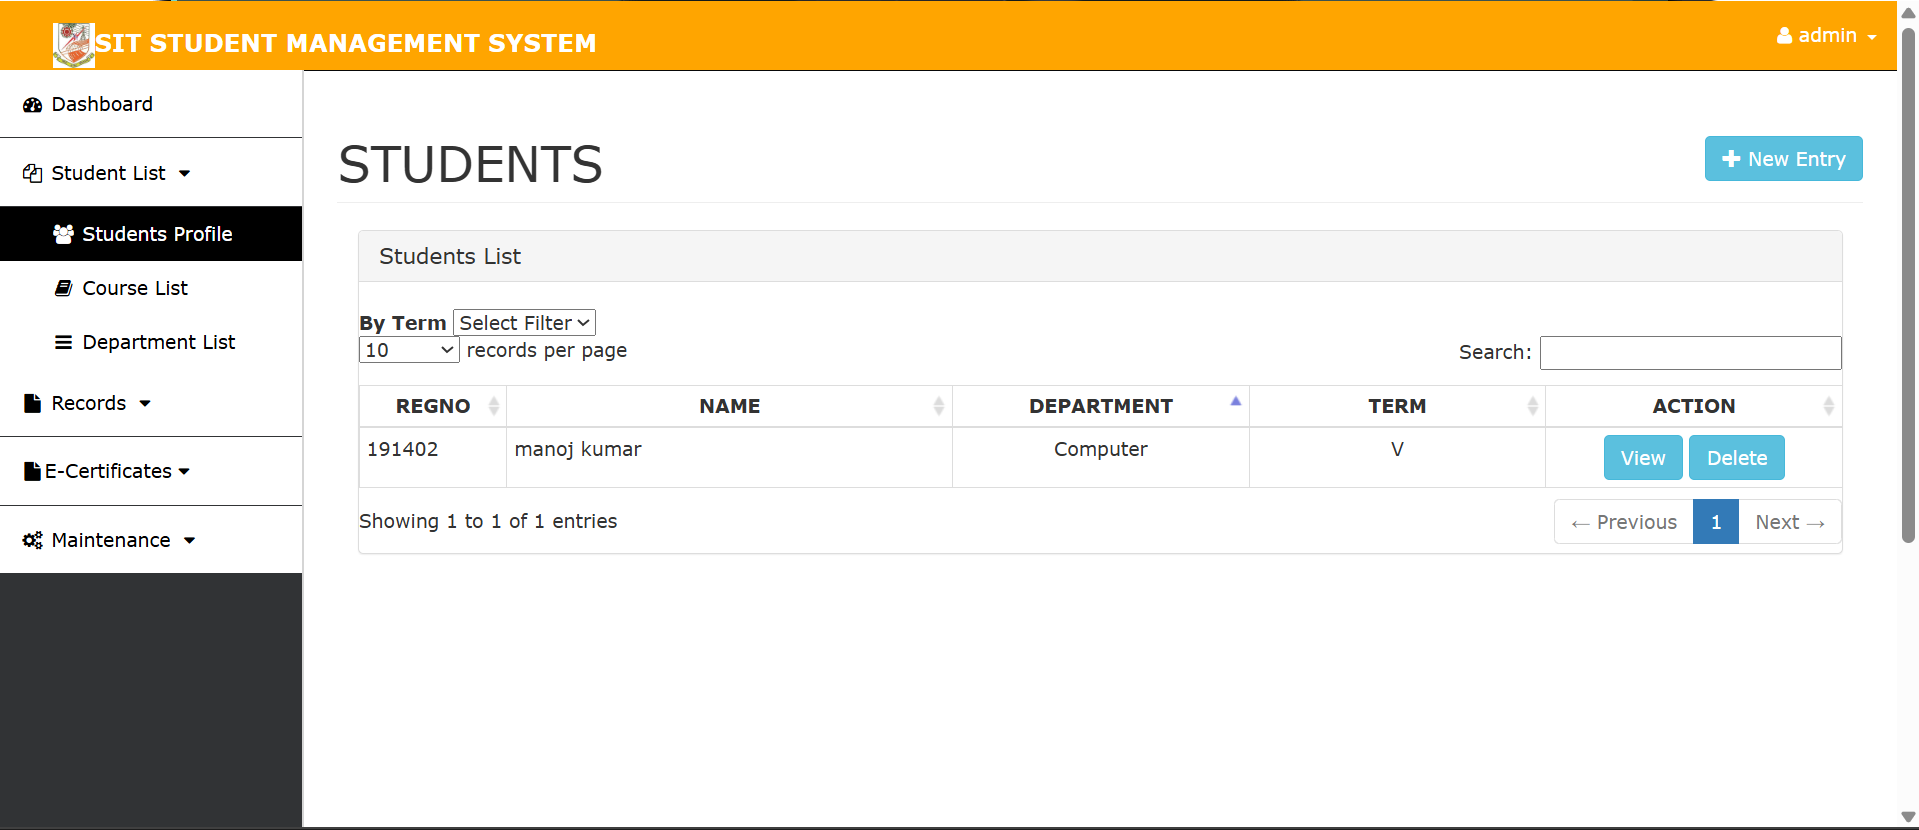 SIT STUDENT MANAGEMENT SYSTEM
admin
Dashboard
Student List
Students Profile
Course List
Department List
Records
E-Certificates
Maintenance
STUDENTS
New Entry
Students List
By Term Select Filter
10 records per page
Search:
REGNO NAME DEPARTMENT TERM ACTION
191402 manoj kumar Computer V View Delete
Showing 1 to 1 of 1 entries
← Previous 1 Next →